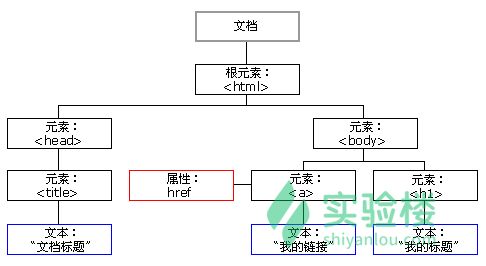 文档
根元素：
<html>
元素：
<head>
元素：
<body>
元素：
<title>
属性：
href
元素：
<a>
元素：
<h1>
文本：
"文档标题"
文本：
"我的链接"
文本：
"我的标题"
实验楼
shiyanlou.com